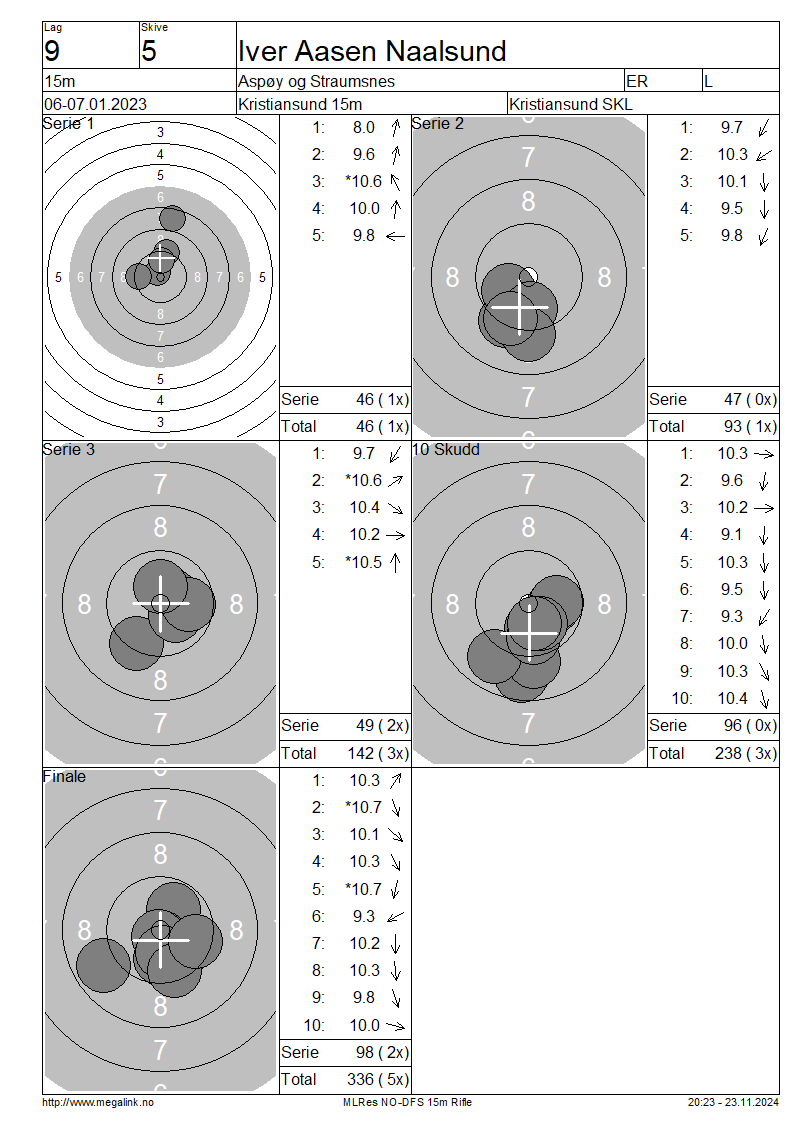 Lag
Skive
9
5
Iver Aasen Naalsund
15m
Aspøy og Straumsnes
ER
L
06-07.01.2023
Kristiansund 15m
Kristiansund SKL
Serie 1
3
4
5
6
7
8
5 6 7 8 8 7 6 5
8
7
6
5
4
3
1: 8.0
2: 9.6
3: *10.6
4: 10.0
5: 9.8
Serie 46 ( 1x)
Total 46 ( 1x)
Serie 2
6
7
8
8 8
7
6
1: 9.7
2: 10.3
3: 10.1
4: 9.5
5: 9.8
Serie 47 ( 0x)
Total 93 ( 1x)
Serie 3
6
7
8
8 8
8
7
6
1: 9.7
2: *10.6
3: 10.4
4: 10.2
5: *10.5
Serie 49 ( 2x)
Total 142 ( 3x)
10 Skudd
6
7
8
8 8
7
6
1: 10.3
2: 9.6
3: 10.2
4: 9.1
5: 10.3
6: 9.5
7: 9.3
8: 10.0
9: 10.3
10: 10.4
Serie 96 ( 0x)
Total 238 ( 3x)
Finale
6
7
8
8 8
8
7
6
1: 10.3
2: *10.7
3: 10.1
4: 10.3
5: *10.7
6: 9.3
7: 10.2
8: 10.3
9: 9.8
10: 10.0
Serie 98 ( 2x)
Total 336 ( 5x)
http://www.megalink.no
MLRes NO-DFS 15m Rifle
20:23 - 23.11.2024